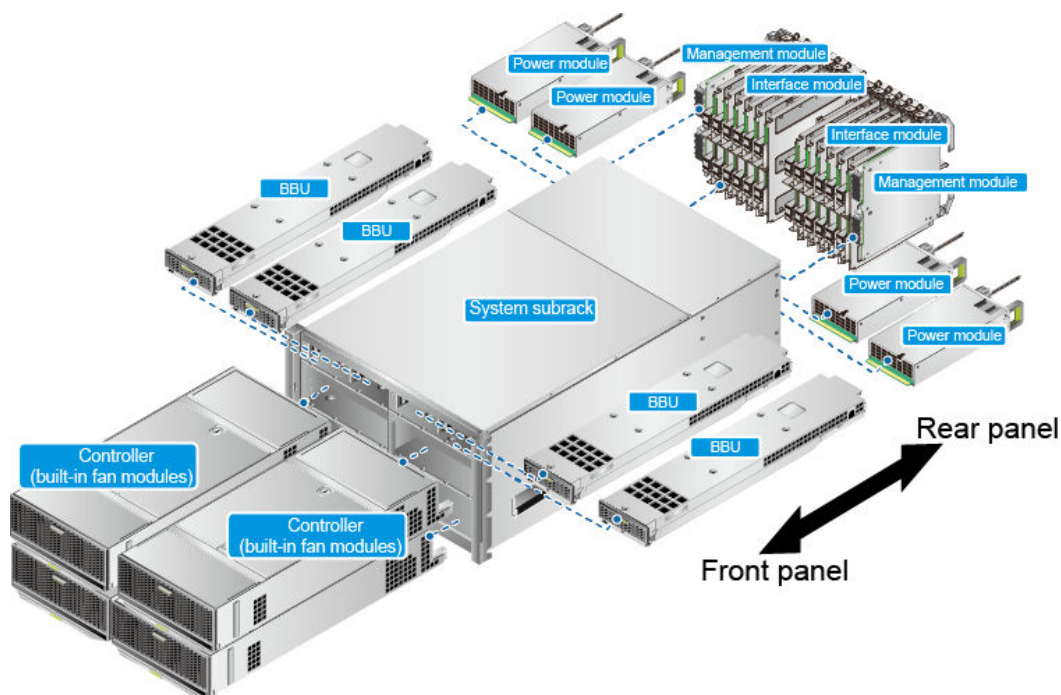 Management module
Power module
Interface module
Power module
Interface module
BBU
Management module
BBU
Power module
System subrack
Power module
BBU
Rear panel
BBU
Controller
(built-in fan modules)
Controller
(built-in fan modules)
Front panel